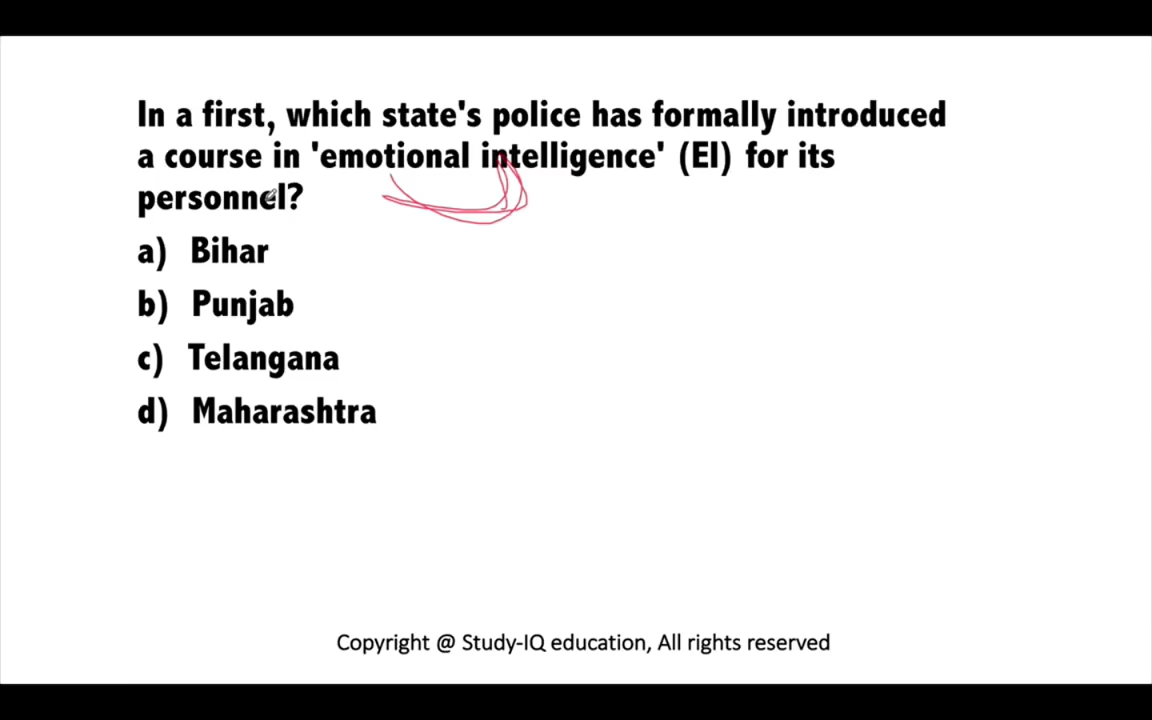 In a first, which state's police has formally introduced
a course in 'emotional intelligence' (EI) for its
personnel?
a) Bihar
b) Punjab
c) Telangana
d) Maharashtra
Copyright @ Study-IQ education, All rights reserved